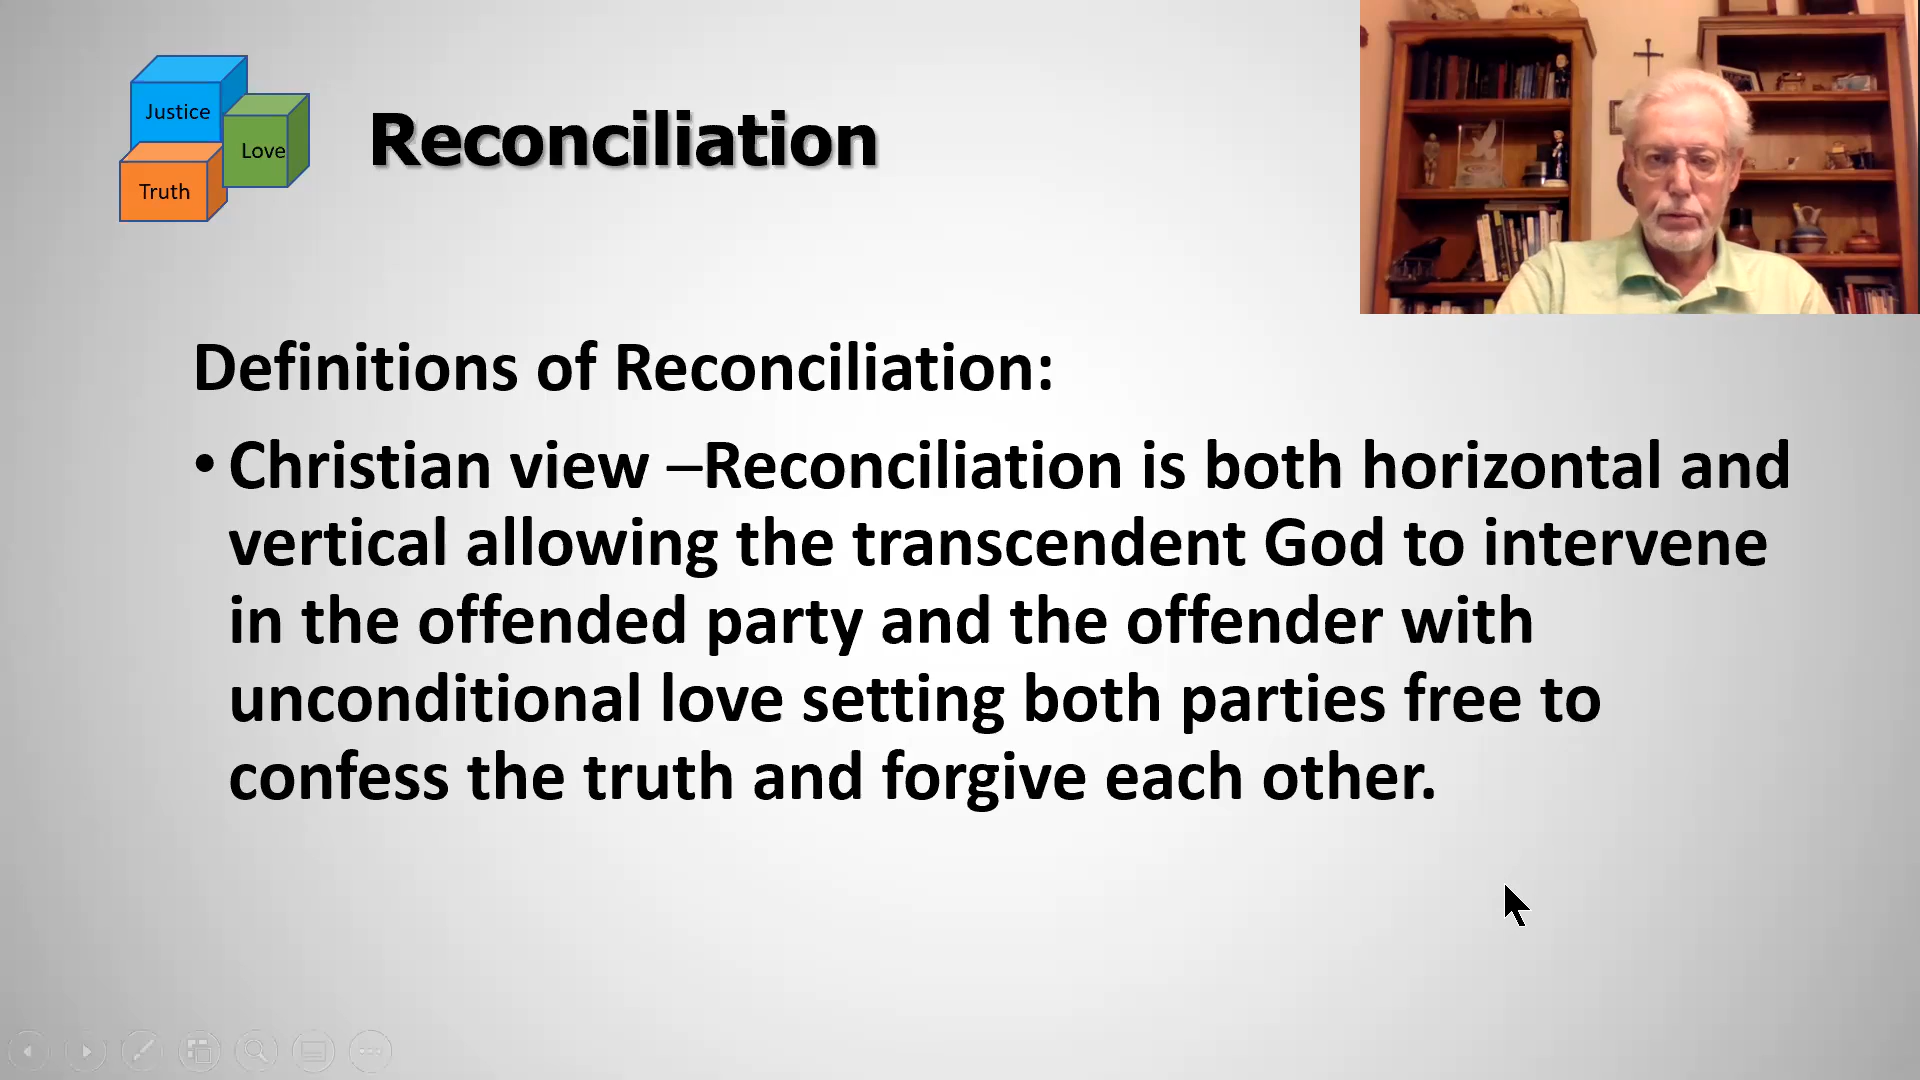 Justice
Love
Truth
Reconciliation
Definitions of Reconciliation:
• Christian view –Reconciliation is both horizontal and
vertical allowing the transcendent God to intervene
in the offended party and the offender with
unconditional love setting both parties free to
confess the truth and forgive each other.